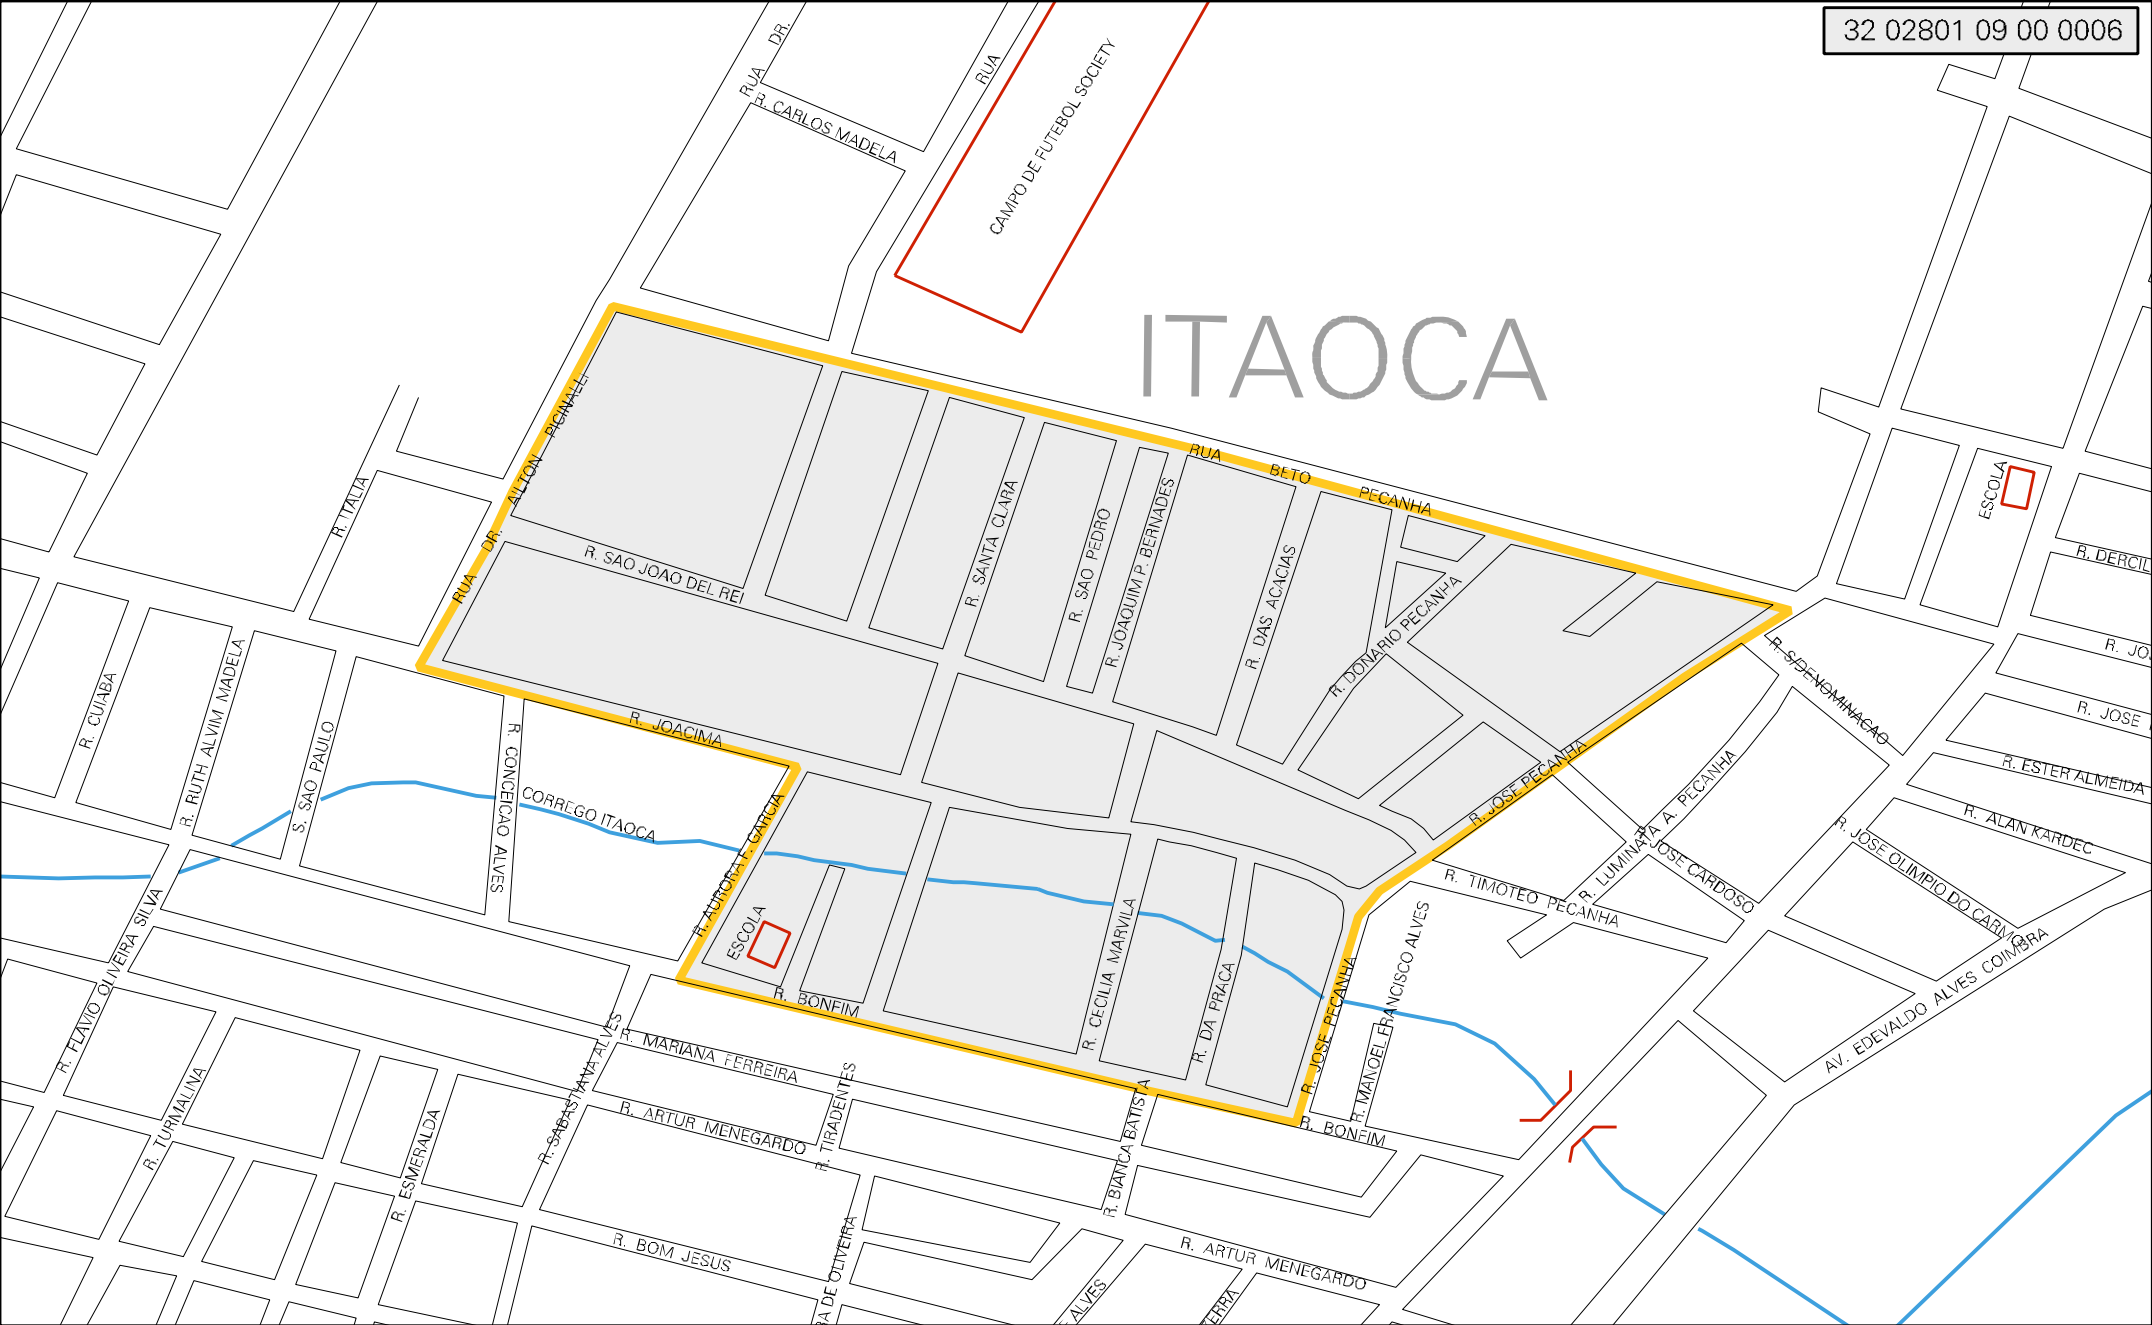 32 02801 09 00 0006
RUA DR.
RUA
R. CARLOS MADELA
CAMPO DE FUTEBOL SOCIETY
ITAOCA
RUA DR. AILTON PICINALLI
RUA BETO PECANHA
ESCOLA
R. ITALIA
R. SANTA CLARA
R. SAO PEDRO
R. JOAQUIM P. BERNADES
R. DAS ACACIAS
R. SAO JOAO DEL REI
R. DONARIO PECANHA
R. DERCIL
R. JO
R. S/DENOMINACAO
R. CUIABA
R. RUTH ALVIM MADELA
S. SAO PAULO
R. CONCEICAO ALVES
R. JOACIMA
R. JOSE PECANHA
R. JOSE
R. ESTER ALMEIDA
CORREGO ITAOCA
R. AURORA F. GARCIA
R. LUMINATA A. PECANHA
R. JOSE CARDOSO
R. ALAN KARDEC
R. JOSE OLIMPIO DO CARMO
R. TIMOTEO PECANHA
ESCOLA
R. FLAVIO OLIVEIRA SILVA
R. BONFIM
R. CECILIA MARVILA
R. DA PRACA
R. JOSE PECANHA
R. MANOEL FRANCISCO ALVES
AV. EDEVALDO ALVES COIMBRA
R. MARIANA FERREIRA
R. SABASTIANA ALVES
R. TURMALINA
R. ESMERALDA
R. ARTUR MENEGARDO
R. TIRADENTES
R. BIANCA BATISTA
R. BONFIM
R. BOM JESUS
DE OLIVEIRA
R. ARTUR MENEGARDO
ALVES